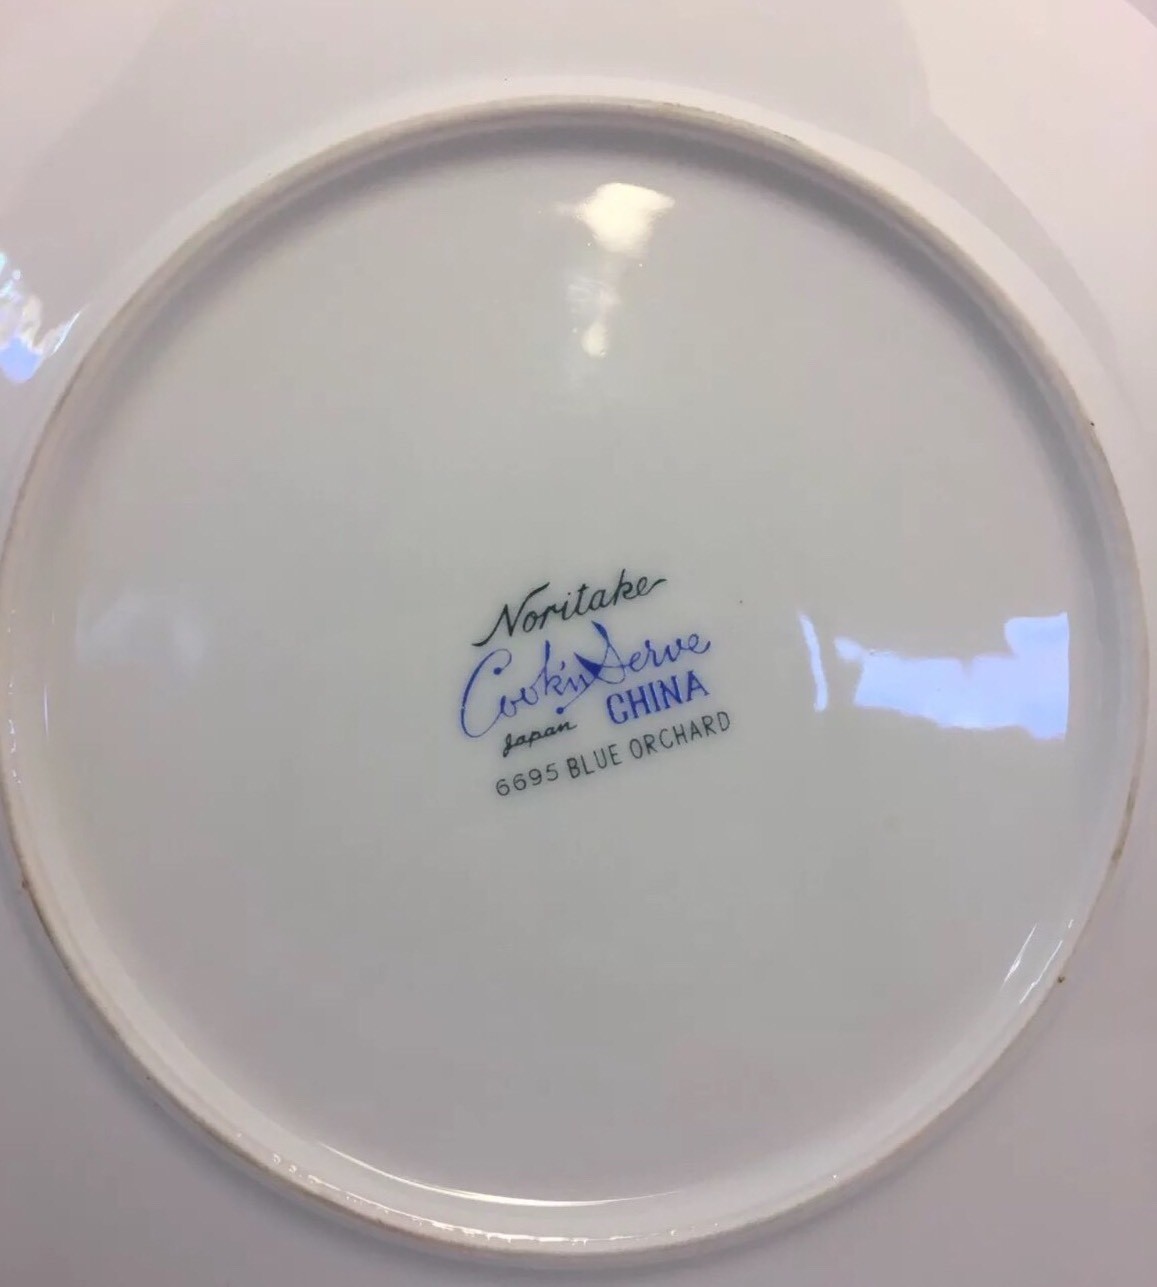 Noritake
Cook'n Serve
Japan CHINA
6695 BLUE ORCHARD